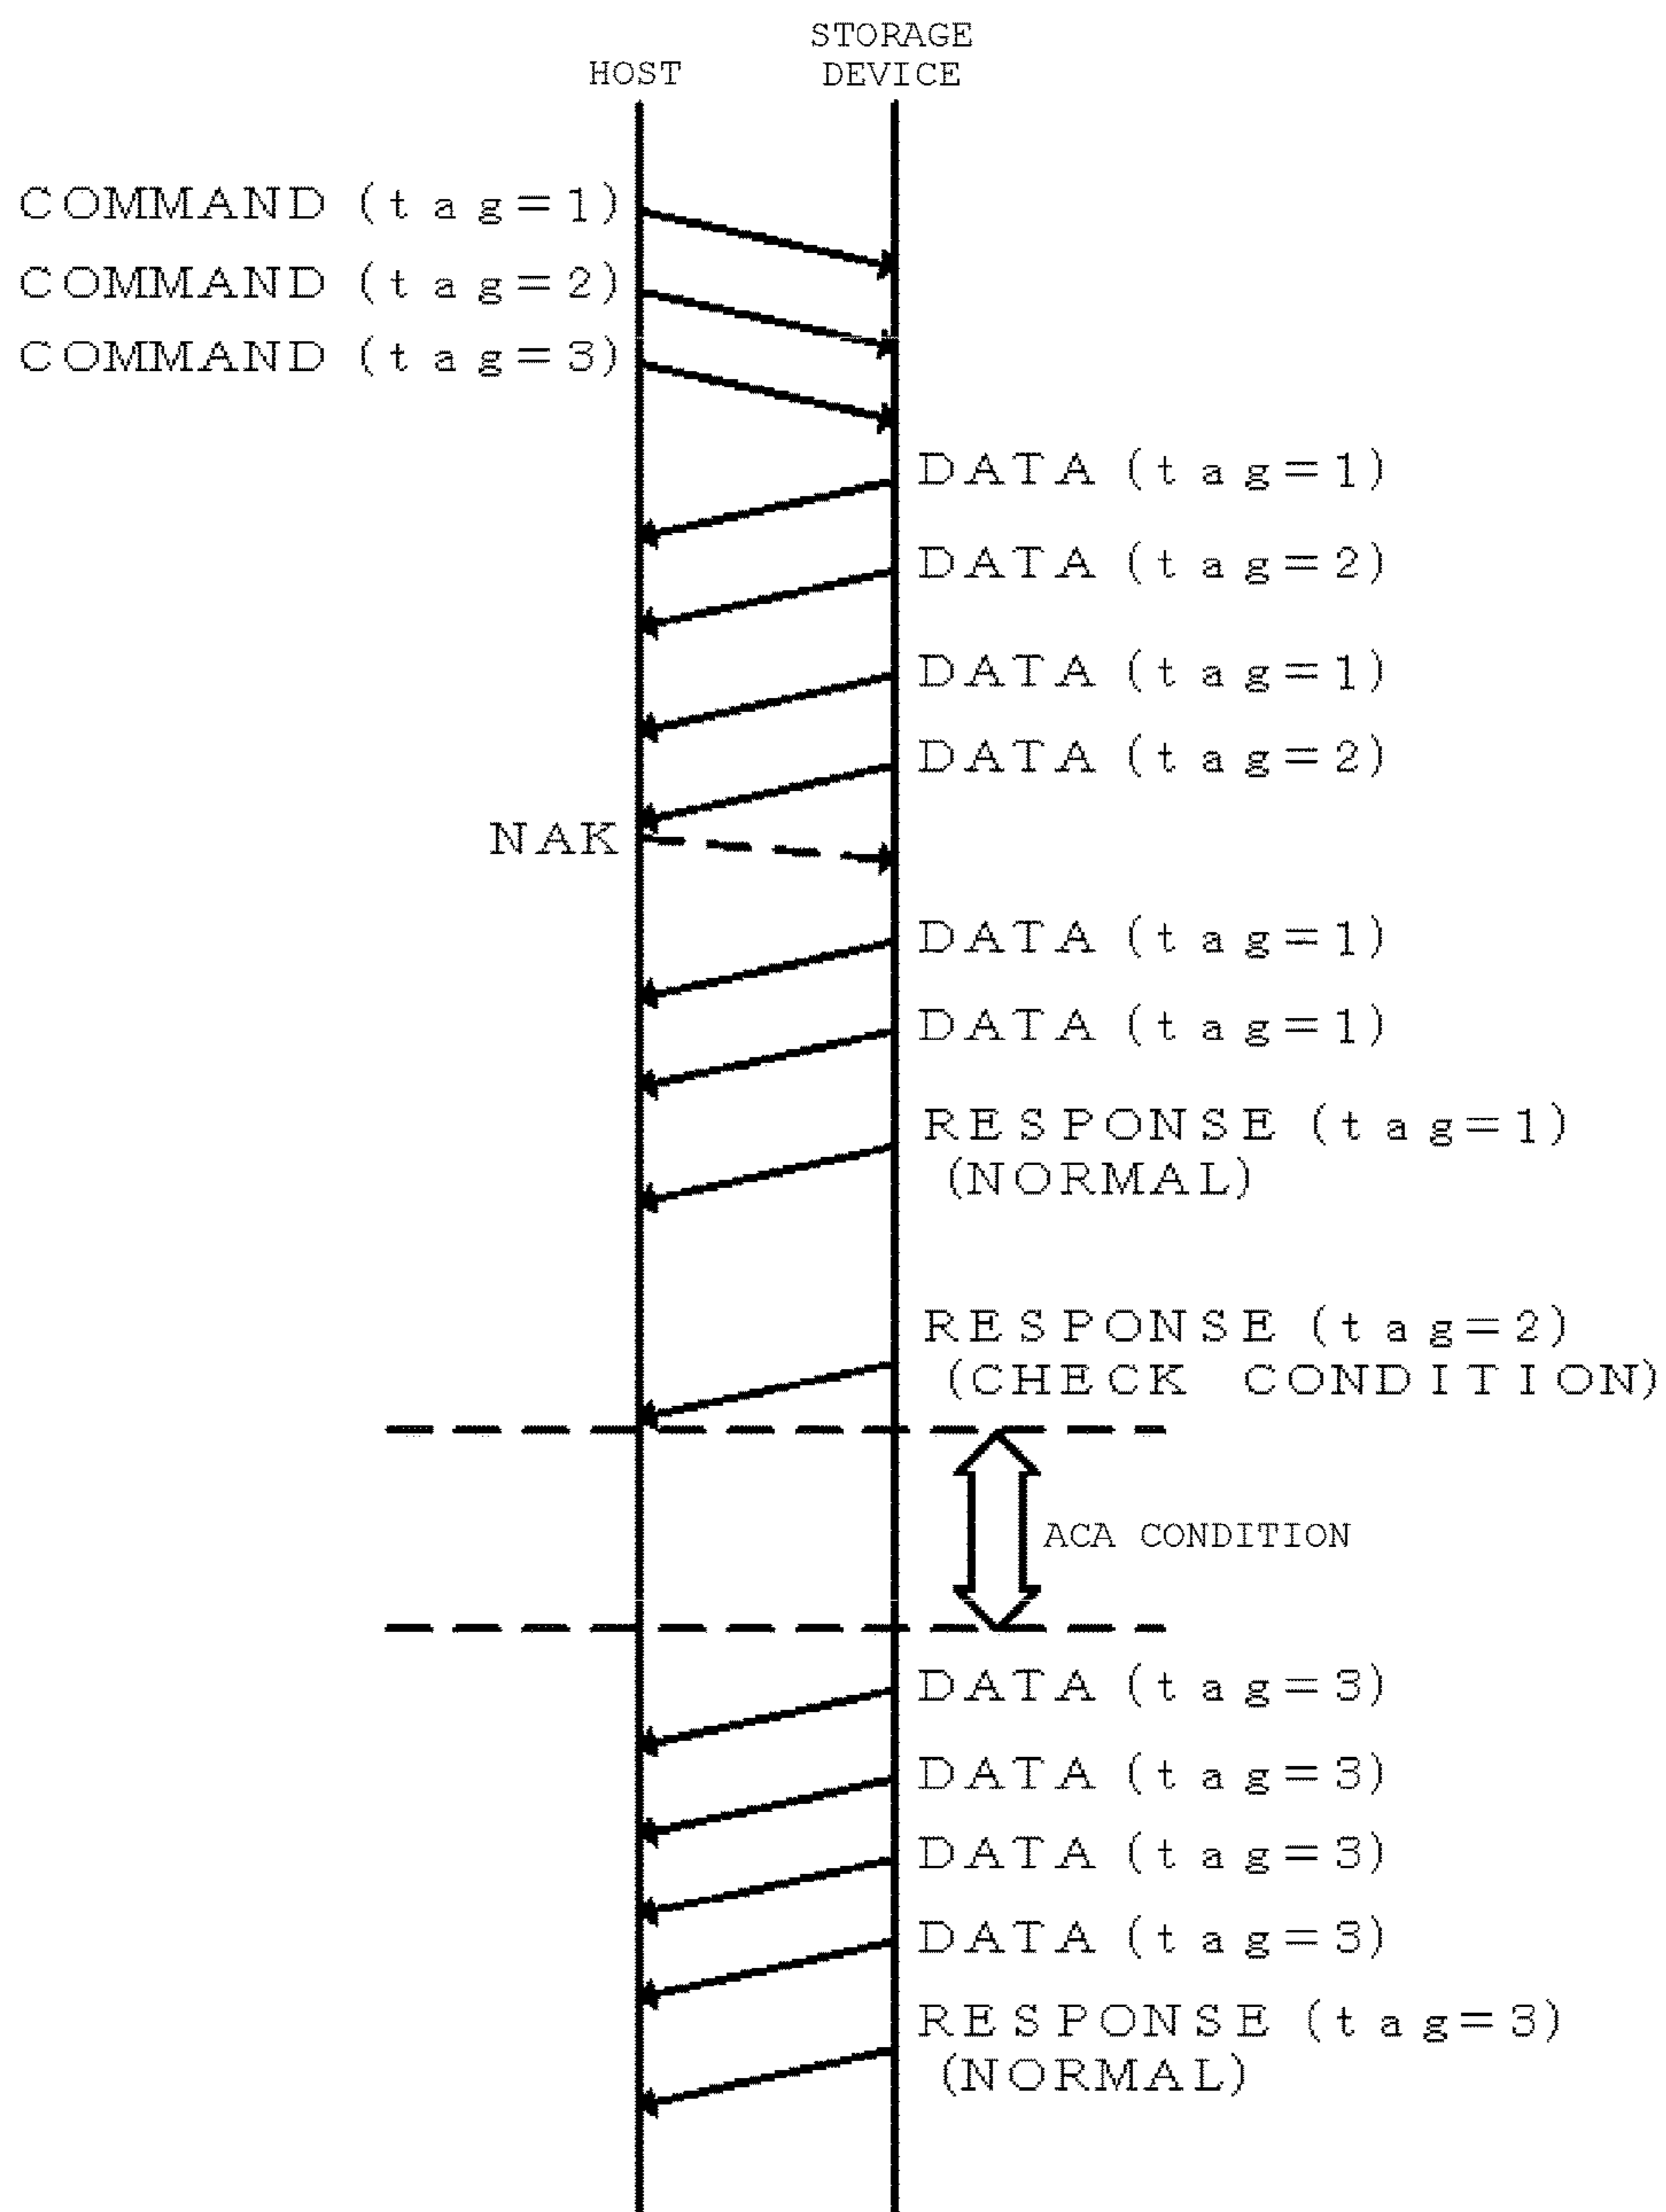 HOST
STORAGE
DEVICE
COMMAND (tag=1)
COMMAND (tag=2)
COMMAND (tag=3)
DATA (tag=1)
DATA (tag=2)
DATA (tag=1)
DATA (tag=2)
NAK
DATA (tag=1)
DATA (tag=1)
RESPONSE (tag=1)
(NORMAL)
RESPONSE (tag=2)
(CHECK CONDITION)
ACA CONDITION
DATA (tag=3)
DATA (tag=3)
DATA (tag=3)
DATA (tag=3)
RESPONSE (tag=3)
(NORMAL)